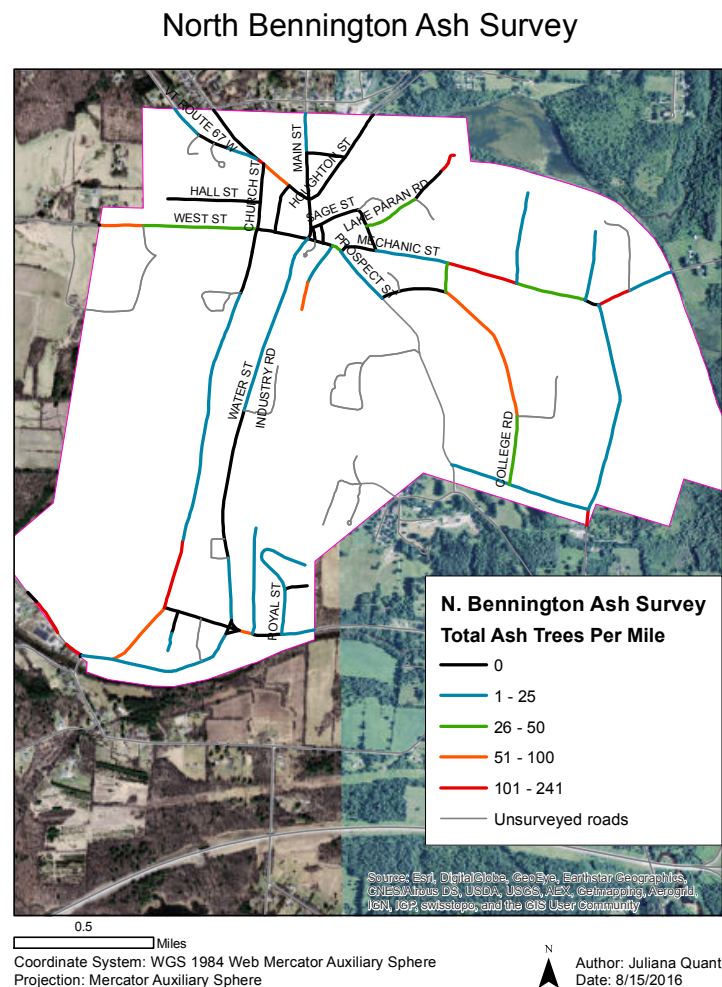 North Bennington Ash Survey
VT ROUTE 67 W
MAIN ST
HOUGHTON ST
CHURCH ST
HALL ST
SAGE ST
LAKE PARAN RD
WEST ST
MECHANIC ST
PROSPECT ST
WATER ST
INDUSTRY RD
COLLEGE RD
ROYAL ST
N. Bennington Ash Survey
Total Ash Trees Per Mile
0
1 - 25
26 - 50
51 - 100
101 - 241
Unsurveyed roads
Source: Esri, DigitalGlobe, GeoEye, Earthstar Geographics,
CNES/Airbus DS, USDA, USGS, AEX, Getmapping, Aerogrid,
IGN, IGP, swisstopo, and the GIS User Community
0.5
Miles
Coordinate System: WGS 1984 Web Mercator Auxiliary Sphere
Projection: Mercator Auxiliary Sphere
N
Author: Juliana Quant
Date: 8/15/2016